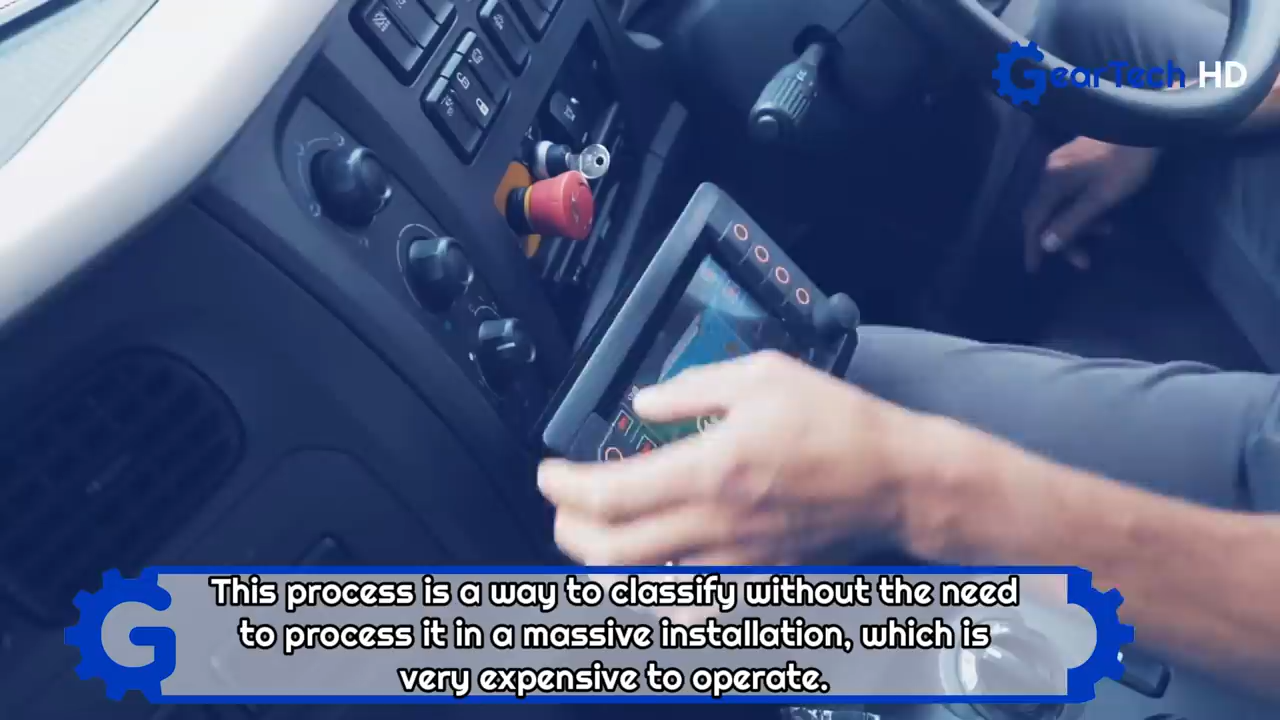 GearTech HD
This process is a way to classify without the need
to process it in a massive installation, which is
very expensive to operate.
G